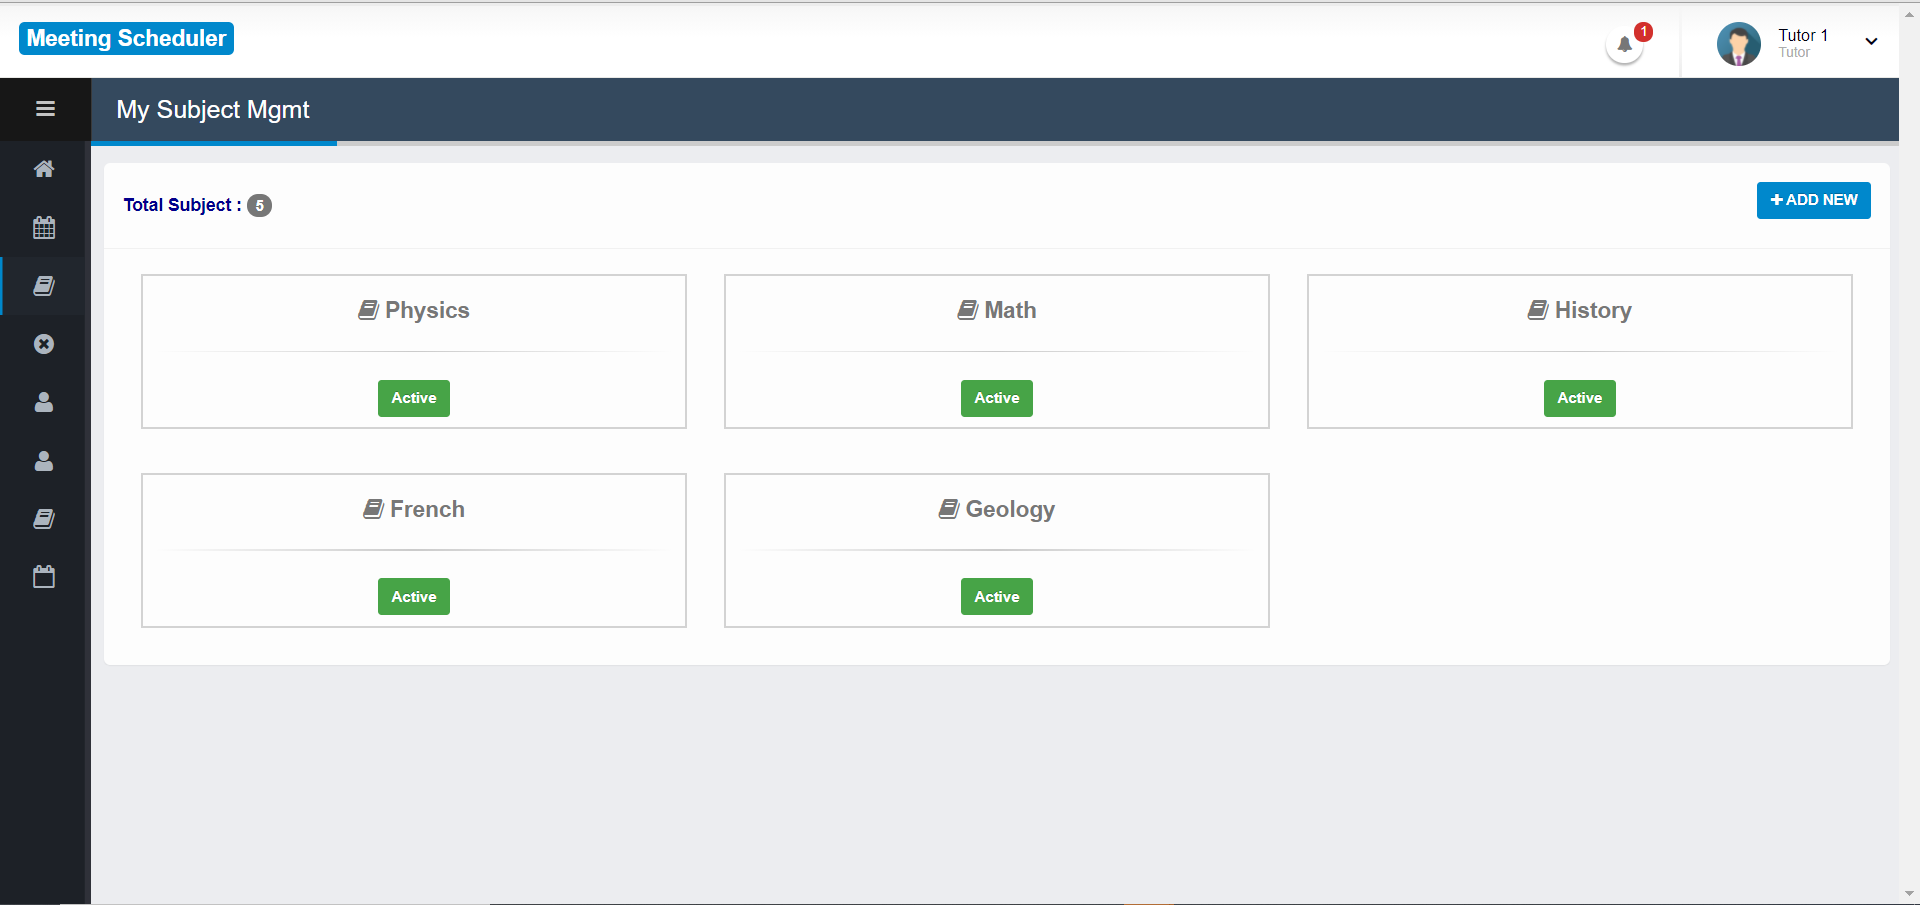 Meeting Scheduler
1
Tutor 1
Tutor
My Subject Mgmt
Total Subject : 5
ADD NEW
Physics
Math
History
Active
Active
Active
French
Geology
Active
Active